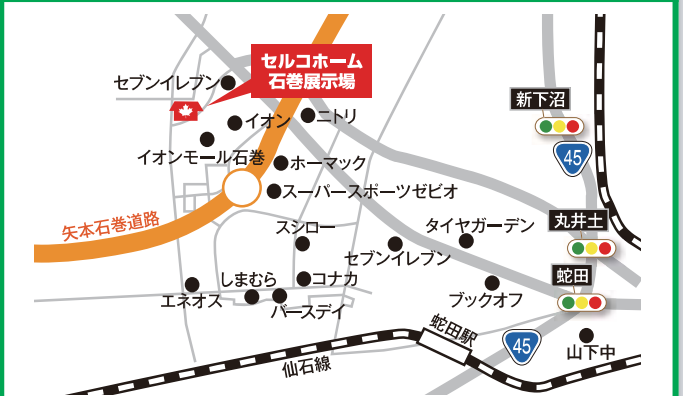 セルコホーム
石巻展示場
セブンイレブン
イオン
ニトリ
イオンモール石巻
ホーマック
スーパースポーツゼビオ
新下沼
45
矢本石巻道路
スシロー
タイヤガーデン
丸井土
セブンイレブン
しまむら
コナカ
蛇田
エネオス
バースデイ
ブックオフ
蛇田駅
45
山下中
仙石線